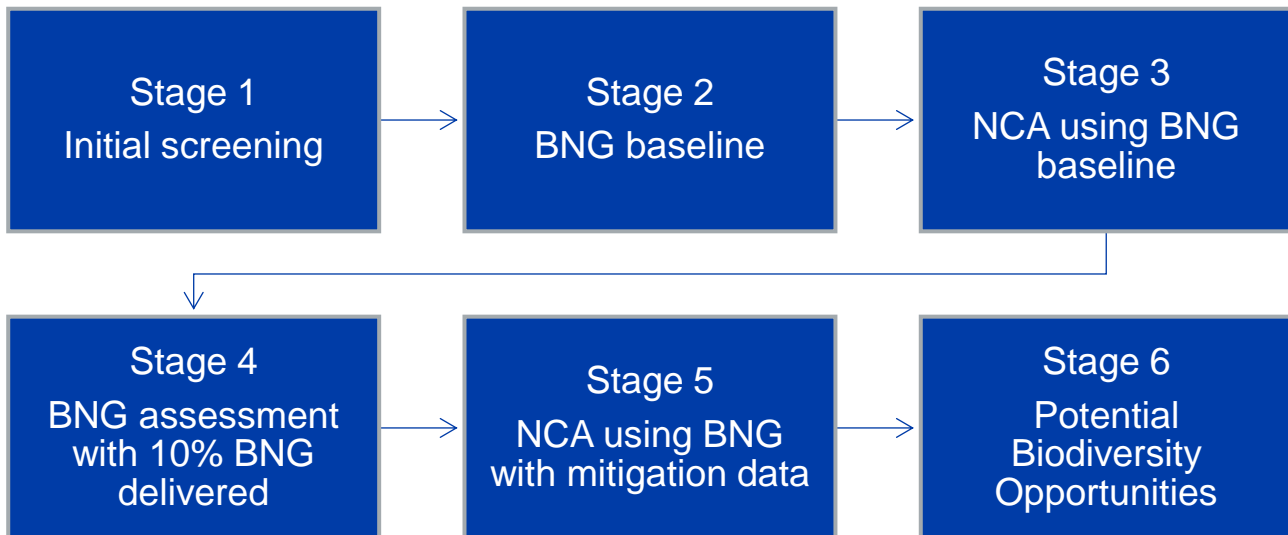 Stage 1
Initial screening
Stage 2
BNG baseline
Stage 3
NCA using BNG
baseline
Stage 4
BNG assessment
with 10% BNG
delivered
Stage 5
NCA using BNG
with mitigation data
Stage 6
Potential
Biodiversity
Opportunities